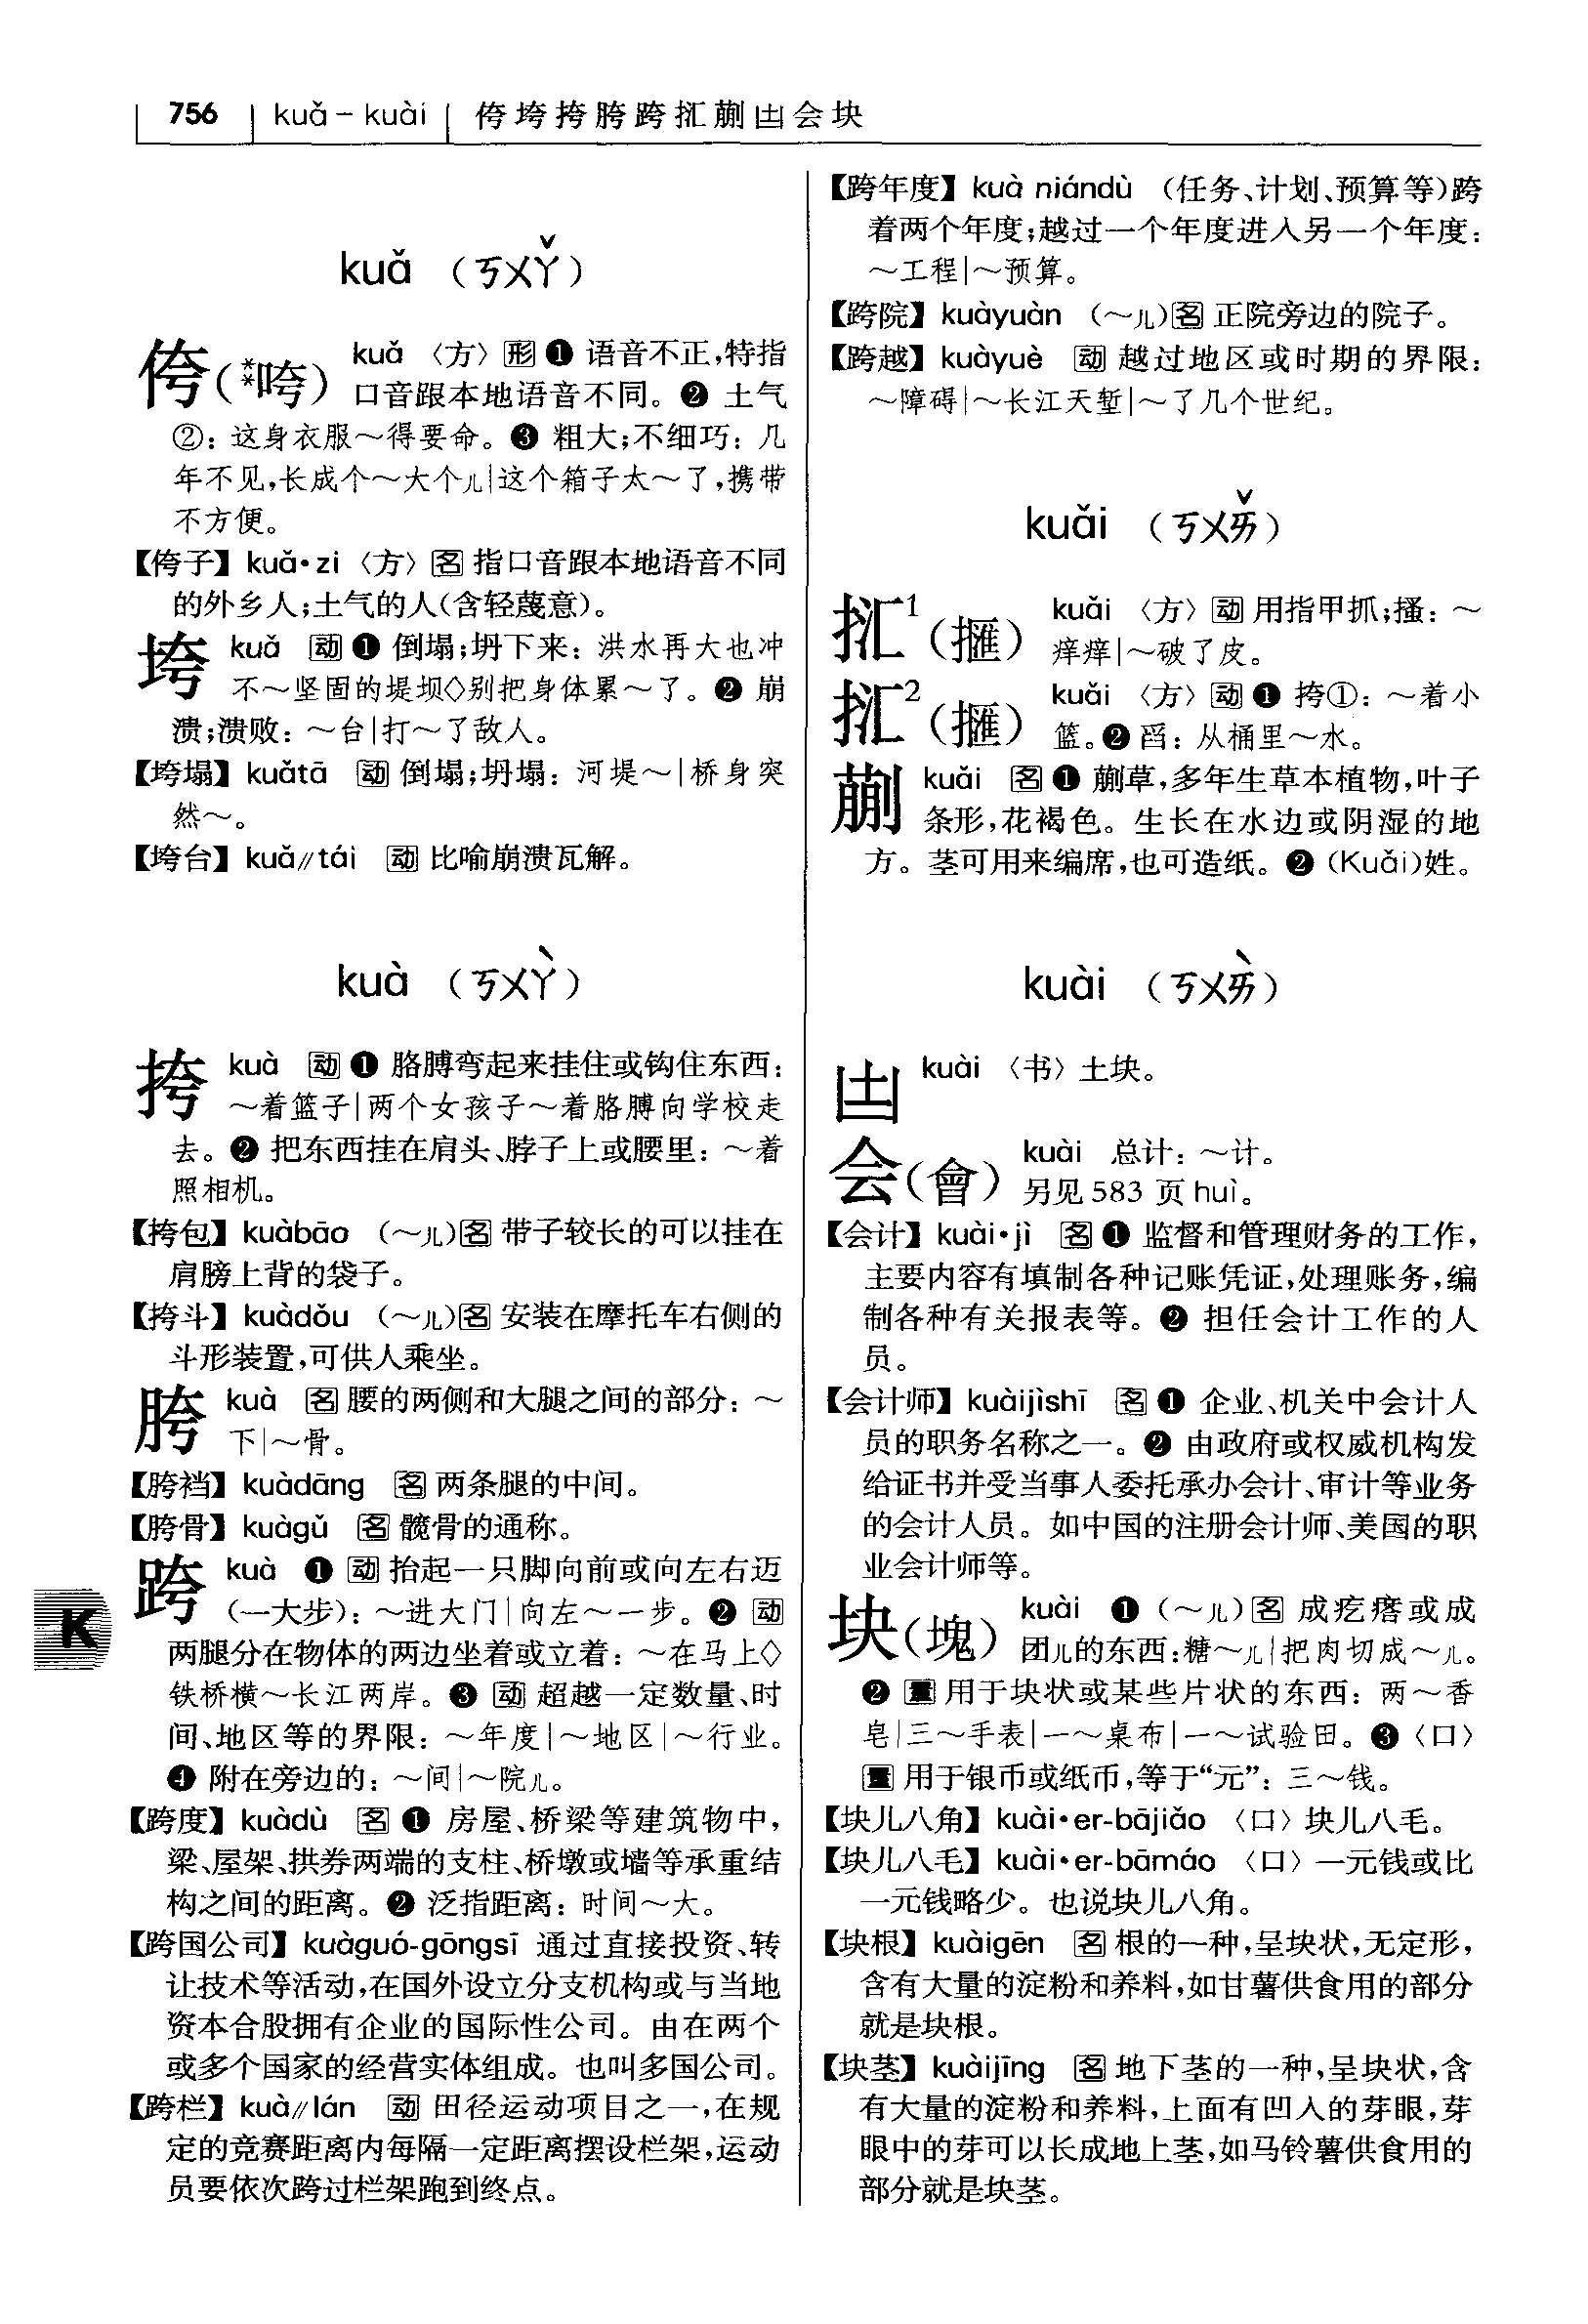 756 kuǎ – kuài 侉垮挎胯跨㧟蒯凷会块
kuǎ （ㄎㄨㄚˇ）
侉(**咵) kuǎ 〈方〉形❶ 语音不正,特指
口音跟本地语音不同。❷ 土气
②：这身衣服～得要命。❸ 粗大;不细巧：几
年不见,长成个～大个儿|这个箱子太～了,携带
不方便。
【侉子】kuǎ•zi〈方〉名 指口音跟本地语音不同
的外乡人;土气的人(含轻蔑意)。
垮 kuǎ 动❶ 倒塌;坍下来：洪水再大也冲
不～坚固的堤坝◇别把身体累～了。❷ 崩
溃;溃败：～台|打～了敌人。
【垮塌】kuǎtā 动 倒塌;坍塌：河堤～|桥身突
然～。
【垮台】kuǎ//tái 动 比喻崩溃瓦解。
kuà （ㄎㄨㄚˋ）
挎 kuà 动❶ 胳膊弯起来挂住或钩住东西：
～着篮子|两个女孩子～着胳膊向学校走
去。❷ 把东西挂在肩头、脖子上或腰里：～着
照相机。
【挎包】kuàbāo （～儿)名 带子较长的可以挂在
肩膀上背的袋子。
【挎斗】kuàdǒu （～儿)名 安装在摩托车右侧的
斗形装置,可供人乘坐。
胯 kuà 名 腰的两侧和大腿之间的部分：～
下|～骨。
【胯裆】kuàdāng 名 两条腿的中间。
【胯骨】kuàgǔ 名 髋骨的通称。
跨 kuà ❶ 动 抬起一只脚向前或向左右迈
(一大步)：～进大门|向左～一步。❷ 动
两腿分在物体的两边坐着或立着：～在马上◇
铁桥横～长江两岸。❸ 动 超越一定数量、时
间、地区等的界限：～年度|～地区|～行业。
❹ 附在旁边的：～间|～院儿。
【跨度】kuàdù 名❶ 房屋、桥梁等建筑物中,
梁、屋架、拱券两端的支柱、桥墩或墙等承重结
构之间的距离。❷ 泛指距离：时间～大。
【跨国公司】kuàguó-gōngsī 通过直接投资、转
让技术等活动,在国外设立分支机构或与当地
资本合股拥有企业的国际性公司。由在两个
或多个国家的经营实体组成。也叫多国公司。
【跨栏】kuà//lán 动 田径运动项目之一,在规
定的竞赛距离内每隔一定距离摆设栏架,运动
员要依次跨过栏架跑到终点。
K
【跨年度】kuà niándù （任务、计划、预算等)跨
着两个年度;越过一个年度进入另一个年度：
～工程|～预算。
【跨院】kuàyuàn （～儿)名 正院旁边的院子。
【跨越】kuàyuè 动 越过地区或时期的界限：
～障碍|～长江天堑|～了几个世纪。
kuǎi （ㄎㄨㄞˇ）
㧟1(擓) kuǎi 〈方〉动 用指甲抓;搔：～
痒痒|～破了皮。
㧟2(擓) kuǎi 〈方〉动❶ 挎①：～着小
篮。❷ 舀：从桶里～水。
蒯 kuǎi 名❶ 蒯草,多年生草本植物,叶子
条形,花褐色。生长在水边或阴湿的地
方。茎可用来编席,也可造纸。❷ (Kuǎi)姓。
kuài （ㄎㄨㄞˋ）
凷 kuài 〈书〉土块。
会(會) kuài 总计：～计。
另见583 页 huì。
【会计】kuài•jì 名❶ 监督和管理财务的工作,
主要内容有填制各种记账凭证,处理账务,编
制各种有关报表等。❷ 担任会计工作的人
员。
【会计师】kuàijìshī 名❶ 企业、机关中会计人
员的职务名称之一。❷ 由政府或权威机构发
给证书并受当事人委托承办会计、审计等业务
的会计人员。如中国的注册会计师、美国的职
业会计师等。
块(塊) kuài ❶（～儿)名 成疙瘩或成
团儿的东西:糖～儿|把肉切成～儿。
❷ 量 用于块状或某些片状的东西：两～香
皂|三～手表|一～桌布|一～试验田。❸〈口〉
量 用于银币或纸币,等于“元”：三～钱。
【块儿八角】kuài•er-bājiǎo 〈口〉块儿八毛。
【块儿八毛】kuài•er-bāmáo 〈口〉一元钱或比
一元钱略少。也说块儿八角。
【块根】kuàigēn 名 根的一种,呈块状,无定形,
含有大量的淀粉和养料,如甘薯供食用的部分
就是块根。
【块茎】kuàijīng 名 地下茎的一种,呈块状,含
有大量的淀粉和养料,上面有凹入的芽眼,芽
眼中的芽可以长成地上茎,如马铃薯供食用的
部分就是块茎。